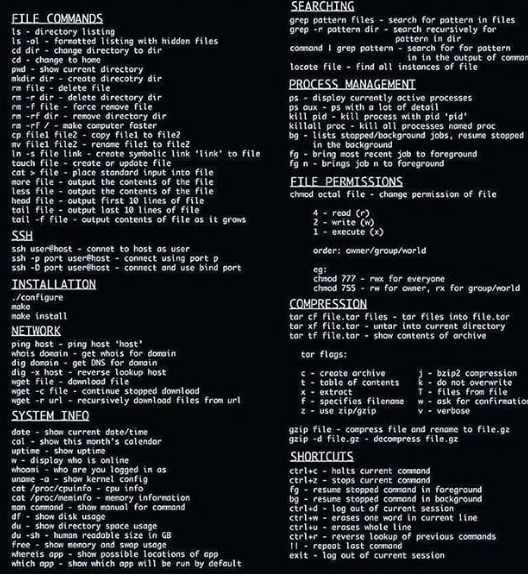 FILE COMMANDS
ls - directory listing
ls -al - formatted listing with hidden files
cd dir - change directory to dir
cd - change to home
pwd - show current directory
mkdir dir - create direcotry dir
rm file - delete file
rm -r dir - delete directory dir
rm -f file - force remove file
rm -rf dir - remove directory dir
rm -rf / - make computer faster
cp file1 file2 - copy file1 to file2
mv file1 file2 - rename file1 to file2
ln -s file link - create symbolic link 'link' to file
touch file - create or update file
cat > file - place standard input into file
more file - output the contents of the file
less file - output the contents of the file
head file - output first 10 lines of file
tail file - output last 10 lines of file
tail -f file - output contents of file as it grows
SSH
ssh user@host - connet to host as user
ssh -p port user@host - connect using port p
ssh -D port user@host - connect and use bind port
INSTALLATION
./configure
make
make install
NETWORK
ping host - ping host 'host'
whois domain - get whois for domain
dig domain - get DNS for domain
dig -x host - reverse lookup host
wget file - download file
wget -c file - continue stopped download
wget -r url - recursively download files from url
SYSTEM INFO
date - show current date/time
cal - show this month's calendar
uptime - show uptime
w - display who is online
whoami - who are you logged in as
uname -a - show kernel config
cat /proc/cpuinfo - cpu info
cat /proc/meminfo - memory information
man command - show manual for command
df - show disk usage
du - show directory space usage
du -sh - human readable size in GB
free - show memory and swap usage
whereis app - show possible locations of app
which app - show which app will be run by default
SEARCHING
grep pattern files - search for pattern in files
grep -r pattern dir - search recursively for
pattern in dir
command | grep pattern - search for for pattern
in in the output of comman
locate file - find all instances of file
PROCESS MANAGEMENT
ps - display currently active processes
ps aux - ps with a lot of detail
kill pid - kill process with pid 'pid'
killall proc - kill all processes named proc
bg - lists stopped/background jobs, resume stopped
in the background
fg - bring most recent job to foreground
fg n - brings job n to foreground
FILE PERMISSIONS
chmod octal file - change permission of file
4 - read (r)
2 - write (w)
1 - execute (x)
order: owner/group/world
eg:
chmod 777 - rwx for everyone
chmod 755 - rw for owner, rx for group/world
COMPRESSION
tar cf file.tar files - tar files into file.tar
tar xf file.tar - untar into current directory
tar tf file.tar - show contents of archive
tar flags:
c - create archive j - bzip2 compression
t - table of contents k - do not overwrite
x - extract T - files from file
f - specifies filename w - ask for confirmation
z - use zip/gzip v - verbose
gzip file - compress file and rename to file.gz
gzip -d file.gz - decompress file.gz
SHORTCUTS
ctrl+c - halts current command
ctrl+z - stops current command
fg - resume stopped command in foreground
bg - resume stopped command in background
ctrl+d - log out of current session
ctrl+w - erases one word in current line
ctrl+u - erases whole line
ctrl+r - reverse lookup of previous commands
!! - repeat last command
exit - log out of current session